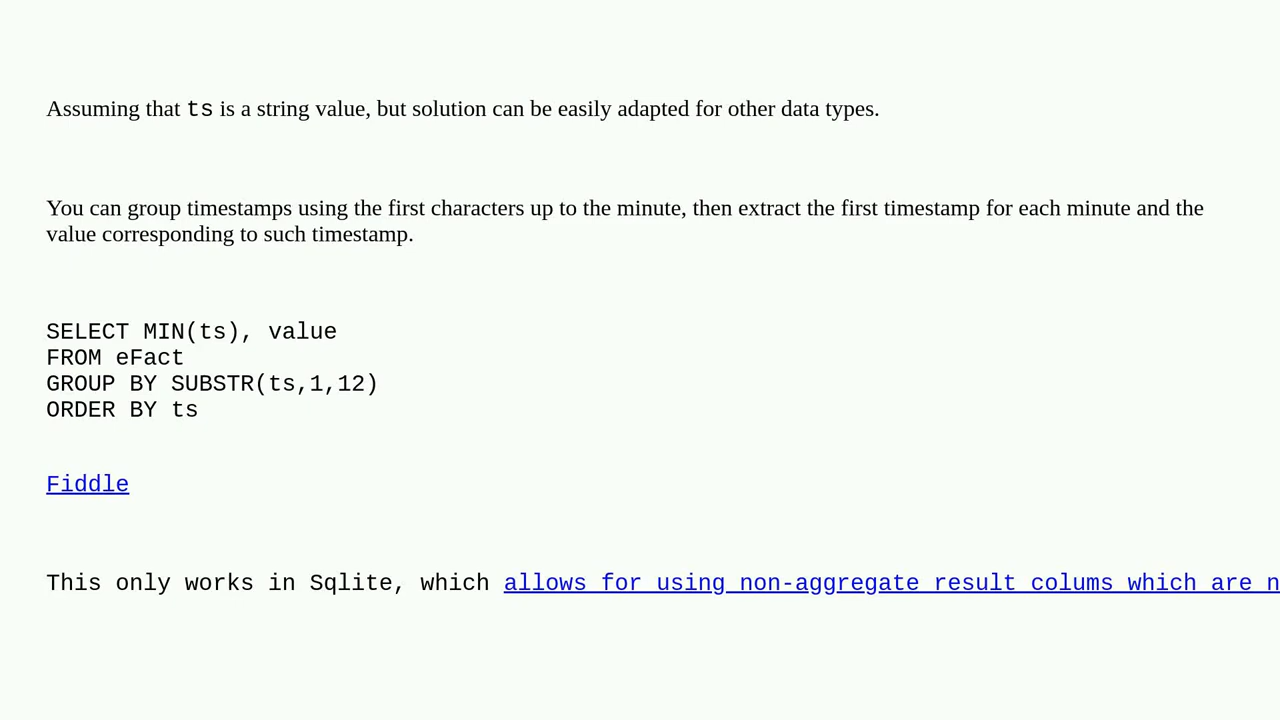 Assuming that ts is a string value, but solution can be easily adapted for other data types.
You can group timestamps using the first characters up to the minute, then extract the first timestamp for each minute and the
value corresponding to such timestamp.
SELECT MIN(ts), value
FROM eFact
GROUP BY SUBSTR(ts,1,12)
ORDER BY ts
Fiddle
This only works in Sqlite, which allows for using non-aggregate result colums which are n